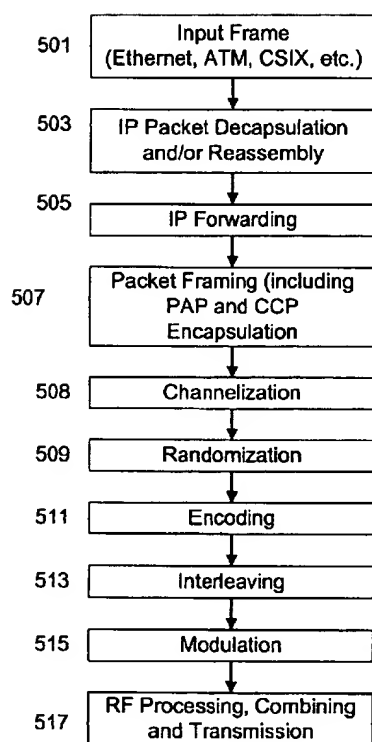 501
Input Frame
(Ethernet, ATM, CSIX, etc.)
503
IP Packet Decapsulation
and/or Reassembly
505
IP Forwarding
507
Packet Framing (including
PAP and CCP
Encapsulation
508
Channelization
509
Randomization
511
Encoding
513
Interleaving
515
Modulation
517
RF Processing, Combining
and Transmission